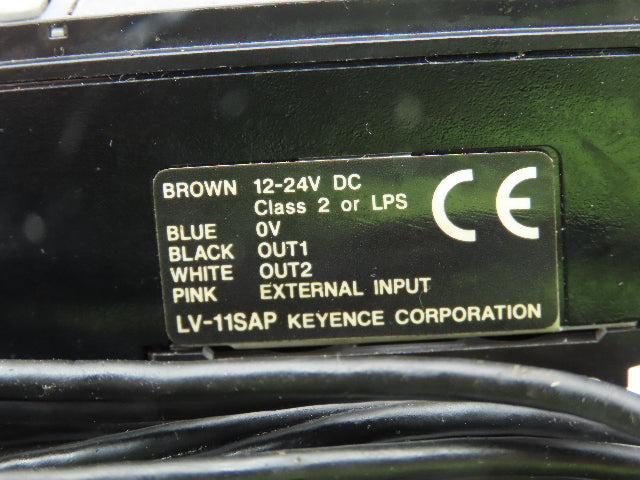 BROWN 12-24V DC
Class 2 or LPS
BLUE 0V
BLACK OUT1
WHITE OUT2
PINK EXTERNAL INPUT
LV-11SAP KEYENCE CORPORATION
CE